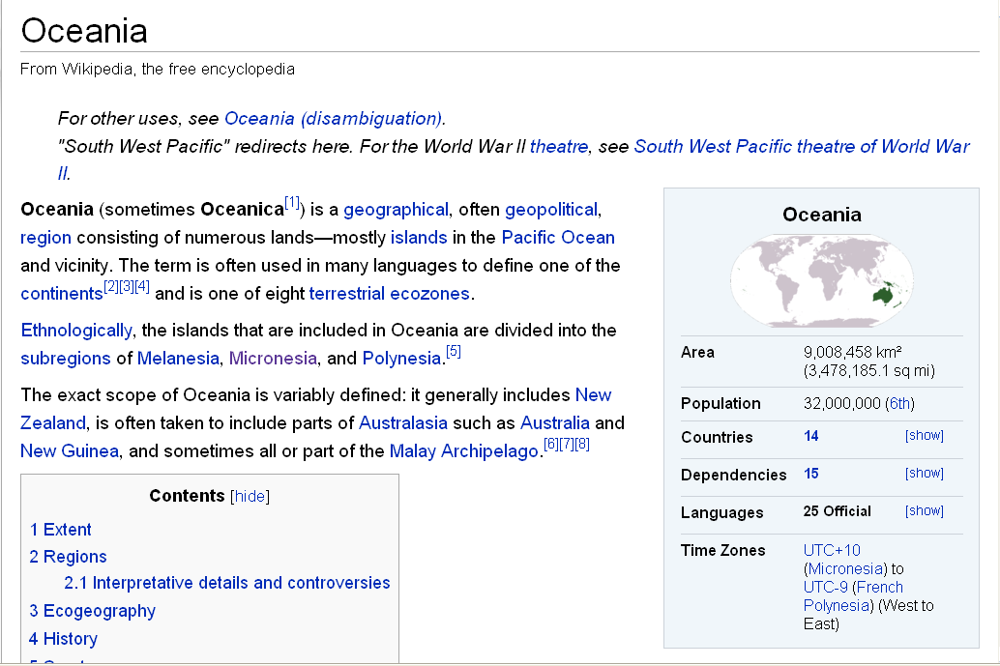 Oceania
From Wikipedia, the free encyclopedia
For other uses, see Oceania (disambiguation).
"South West Pacific" redirects here. For the World War II theatre, see South West Pacific theatre of World War
II.
Oceania (sometimes Oceanica[1]) is a geographical, often geopolitical,
region consisting of numerous lands—mostly islands in the Pacific Ocean
and vicinity. The term is often used in many languages to define one of the
continents[2][3][4] and is one of eight terrestrial ecozones.
Ethnologically, the islands that are included in Oceania are divided into the
subregions of Melanesia, Micronesia, and Polynesia.[5]
The exact scope of Oceania is variably defined: it generally includes New
Zealand, is often taken to include parts of Australasia such as Australia and
New Guinea, and sometimes all or part of the Malay Archipelago.[6][7][8]
Contents [hide]
1 Extent
2 Regions
2.1 Interpretative details and controversies
3 Ecogeography
4 History
Oceania
Area 9,008,458 km²
(3,478,185.1 sq mi)
Population 32,000,000 (6th)
Countries 14 [show]
Dependencies 15 [show]
Languages 25 Official [show]
Time Zones UTC+10
(Micronesia) to
UTC-9 (French
Polynesia) (West to
East)